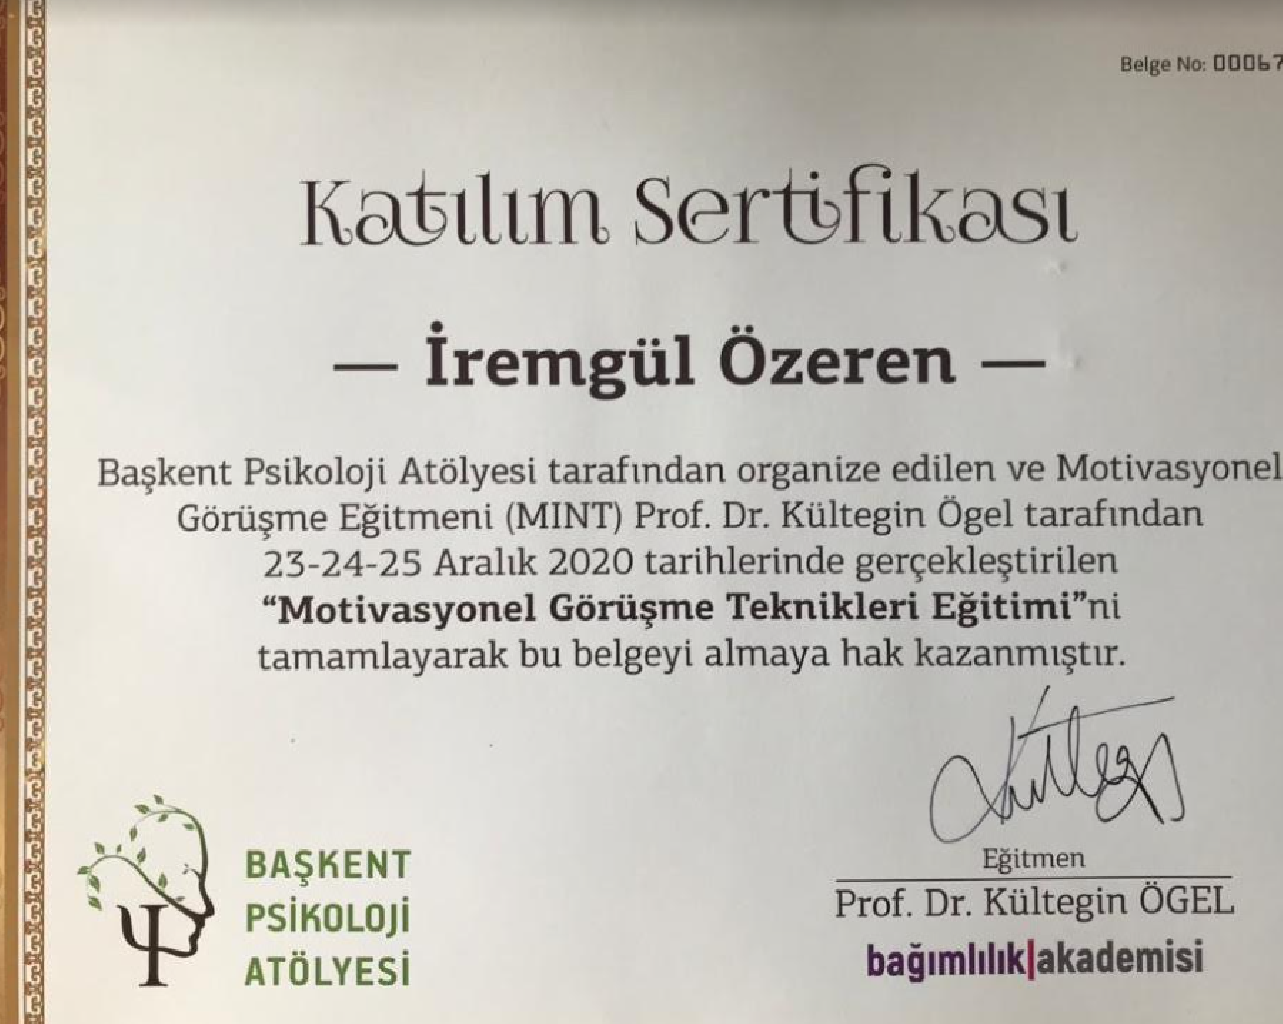 Belge No: 00067
Katılım Sertifikası
— İremgül Özeren —
Başkent Psikoloji Atölyesi tarafından organize edilen ve Motivasyonel
Görüşme Eğitmeni (MINT) Prof. Dr. Kültegin Ögel tarafından
23-24-25 Aralık 2020 tarihlerinde gerçekleştirilen
“Motivasyonel Görüşme Teknikleri Eğitimi”ni
tamamlayarak bu belgeyi almaya hak kazanmıştır.
Eğitmen
Prof. Dr. Kültegin ÖGEL
bağımlılık|akademisi
BAŞKENT
PSİKOLOJİ
ATÖLYESİ